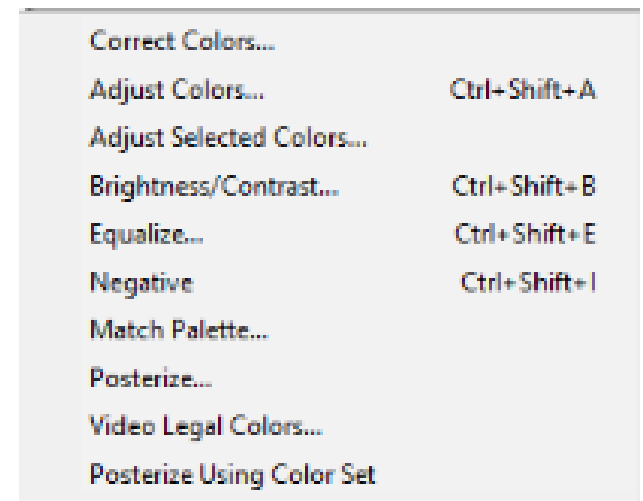 Correct Colors...
Adjust Colors... Ctrl+Shift+A
Adjust Selected Colors...
Brightness/Contrast... Ctrl+Shift+B
Equalize... Ctrl+Shift+E
Negative Ctrl+Shift+I
Match Palette...
Posterize...
Video Legal Colors...
Posterize Using Color Set